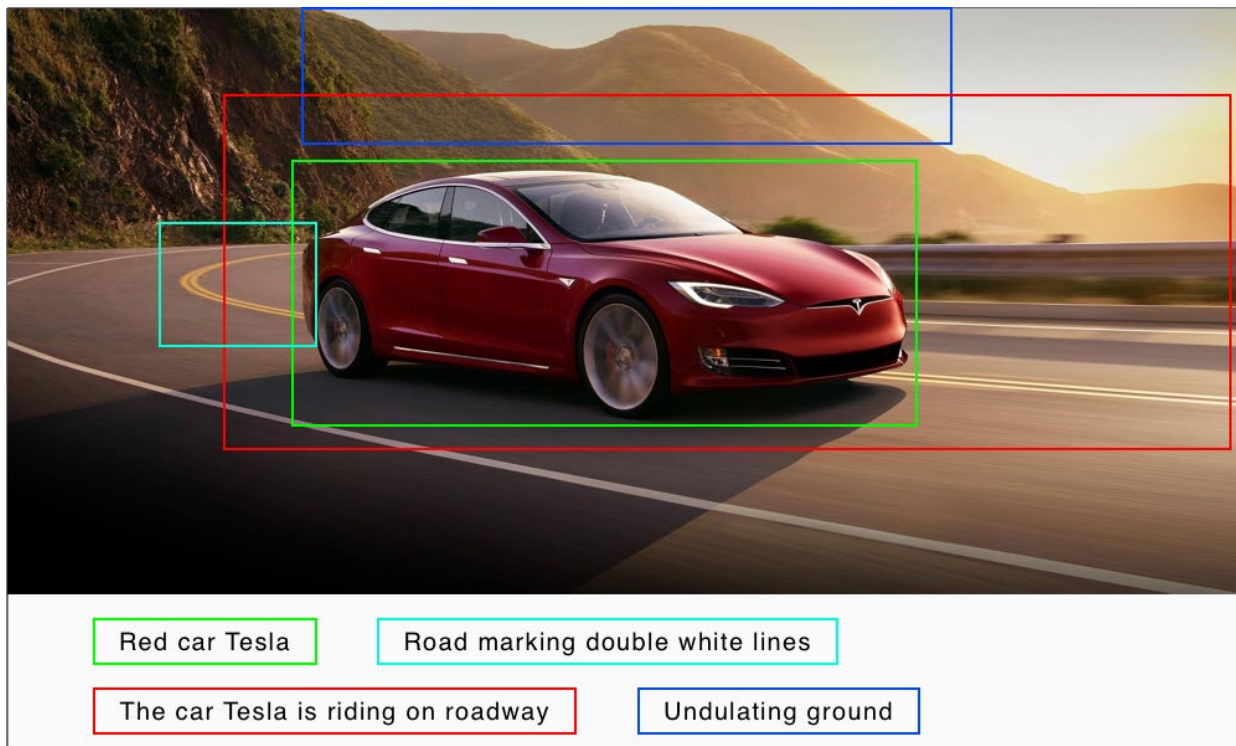 Red car Tesla
Road marking double white lines
The car Tesla is riding on roadway
Undulating ground